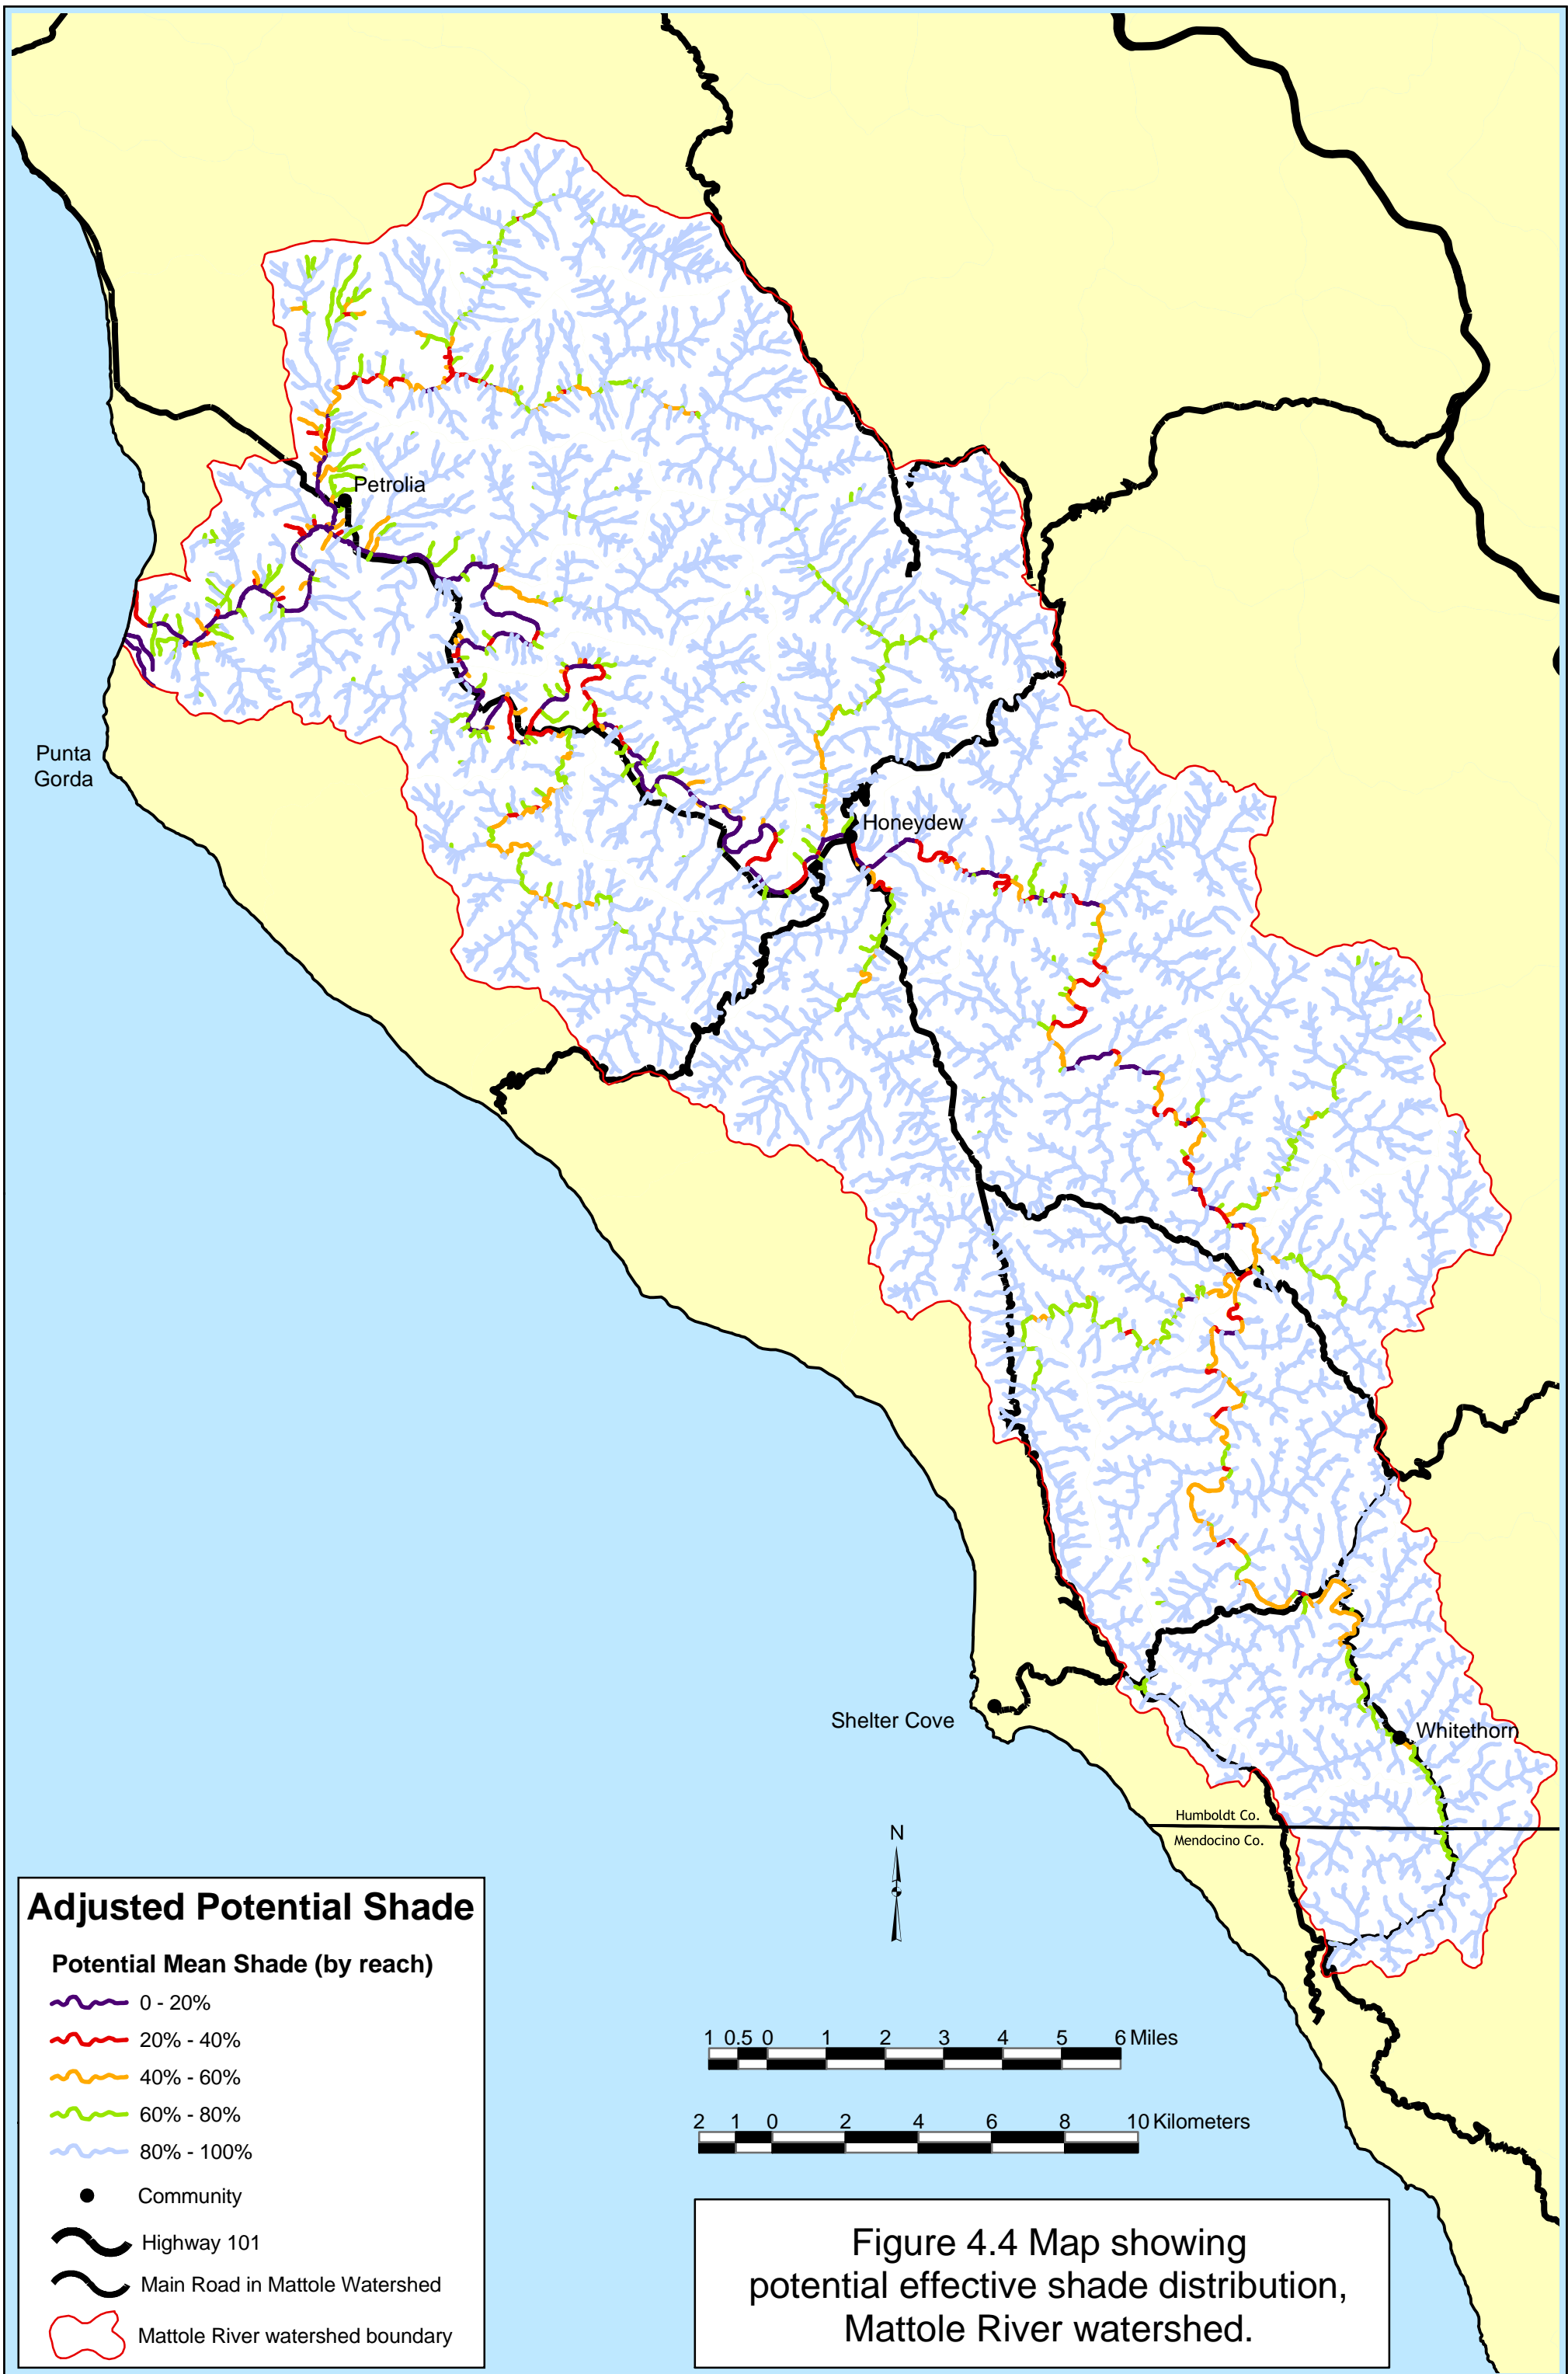 Petrolia
Punta
Gorda
Honeydew
Shelter Cove
Whitethorn
Humboldt Co.
Mendocino Co.
N
Adjusted Potential Shade
Potential Mean Shade (by reach)
0 - 20%
20% - 40%
40% - 60%
60% - 80%
80% - 100%
Community
Highway 101
Main Road in Mattole Watershed
Mattole River watershed boundary
1 0.5 0 1 2 3 4 5 6 Miles
2 1 0 2 4 6 8 10 Kilometers
Figure 4.4 Map showing
potential effective shade distribution,
Mattole River watershed.